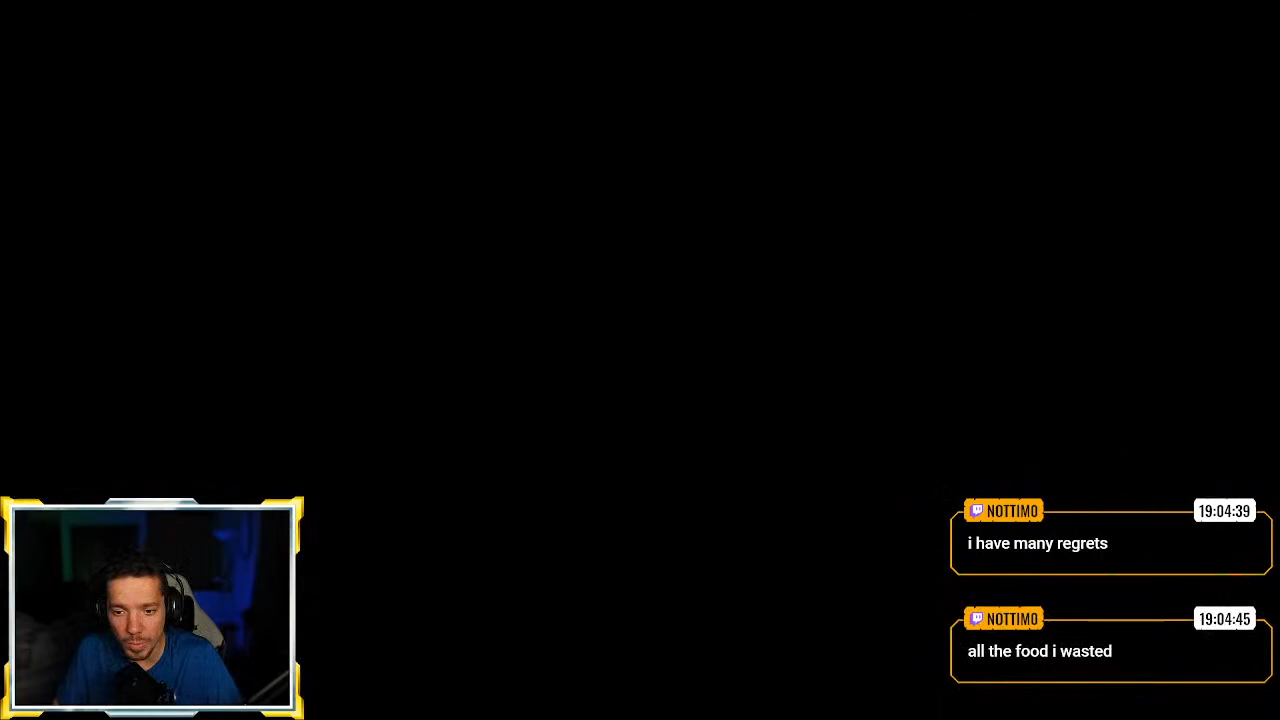 NOTTIMO 19:04:39
i have many regrets
NOTTIMO 19:04:45
all the food i wasted